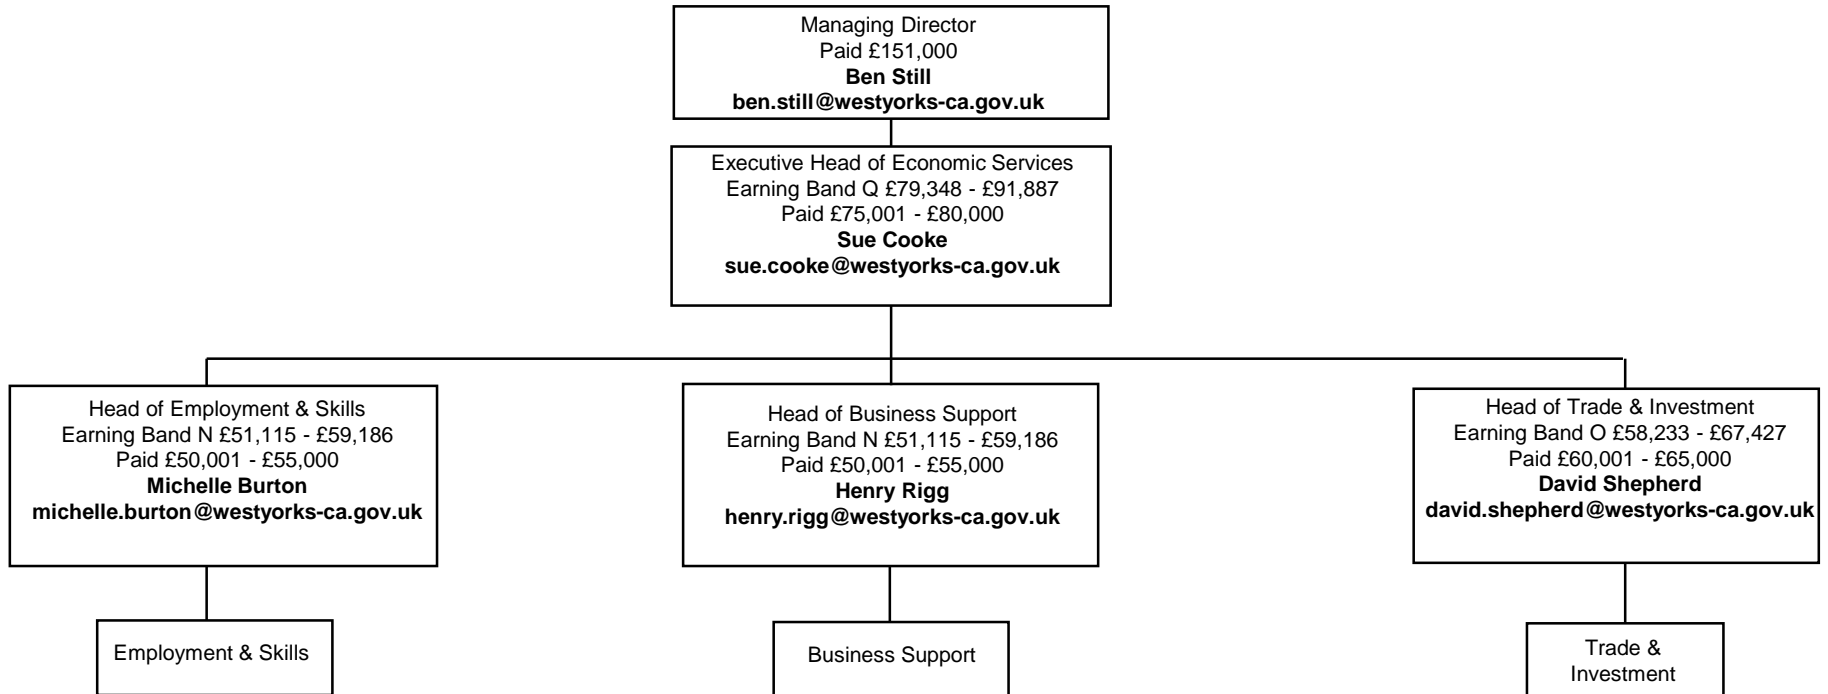 Managing Director
Paid £151,000
Ben Still
ben.still@westyorks-ca.gov.uk
Executive Head of Economic Services
Earning Band Q £79,348 - £91,887
Paid £75,001 - £80,000
Sue Cooke
sue.cooke@westyorks-ca.gov.uk
Head of Employment & Skills
Earning Band N £51,115 - £59,186
Paid £50,001 - £55,000
Michelle Burton
michelle.burton@westyorks-ca.gov.uk
Head of Business Support
Earning Band N £51,115 - £59,186
Paid £50,001 - £55,000
Henry Rigg
henry.rigg@westyorks-ca.gov.uk
Head of Trade & Investment
Earning Band O £58,233 - £67,427
Paid £60,001 - £65,000
David Shepherd
david.shepherd@westyorks-ca.gov.uk
Employment & Skills
Business Support
Trade &
Investment